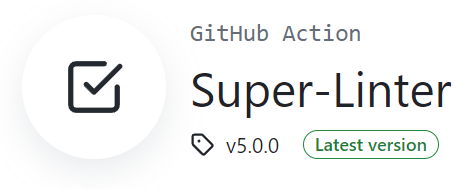 GitHub Action
Super-Linter
v5.0.0 Latest version